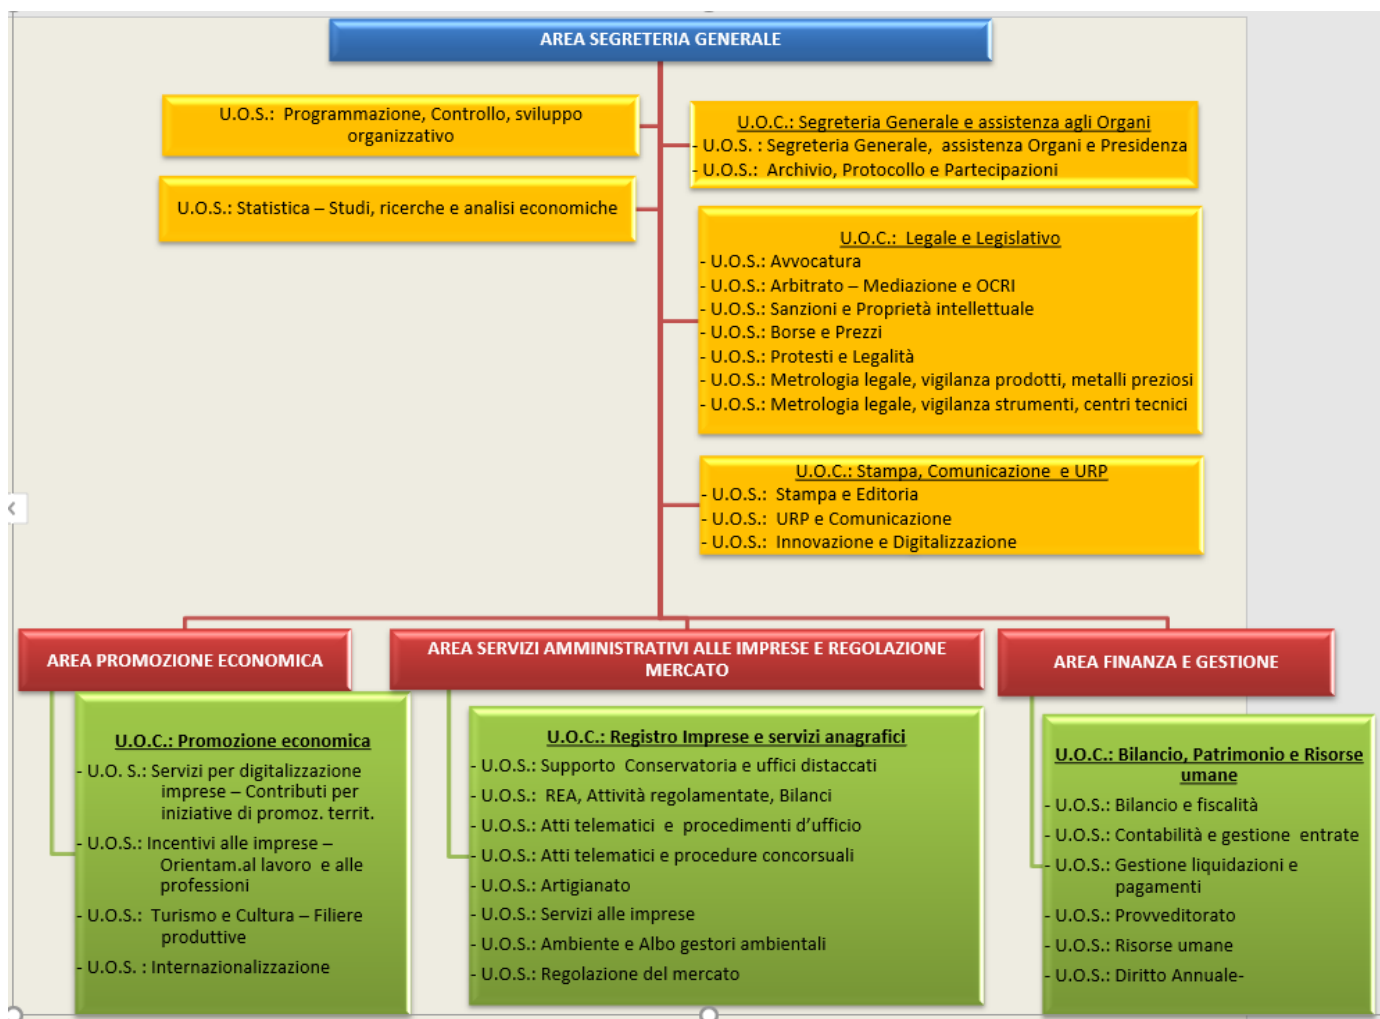 AREA SEGRETERIA GENERALE
U.O.S.: Programmazione, Controllo, sviluppo
organizzativo
U.O.S.: Statistica – Studi, ricerche e analisi economiche
U.O.C.: Segreteria Generale e assistenza agli Organi
- U.O.S. : Segreteria Generale, assistenza Organi e Presidenza
- U.O.S.: Archivio, Protocollo e Partecipazioni
U.O.C.: Legale e Legislativo
- U.O.S.: Avvocatura
- U.O.S.: Arbitrato – Mediazione e OCRI
- U.O.S.: Sanzioni e Proprietà intellettuale
- U.O.S.: Borse e Prezzi
- U.O.S.: Protesti e Legalità
- U.O.S.: Metrologia legale, vigilanza prodotti, metalli preziosi
- U.O.S.: Metrologia legale, vigilanza strumenti, centri tecnici
U.O.C.: Stampa, Comunicazione e URP
- U.O.S.: Stampa e Editoria
- U.O.S.: URP e Comunicazione
- U.O.S.: Innovazione e Digitalizzazione
AREA PROMOZIONE ECONOMICA
U.O.C.: Promozione economica
- U.O. S.: Servizi per digitalizzazione
imprese – Contributi per
iniziative di promoz. territ.
- U.O.S.: Incentivi alle imprese –
Orientam.al lavoro e alle
professioni
- U.O.S.: Turismo e Cultura – Filiere
produttive
- U.O.S. : Internazionalizzazione
AREA SERVIZI AMMINISTRATIVI ALLE IMPRESE E REGOLAZIONE
MERCATO
U.O.C.: Registro Imprese e servizi anagrafici
- U.O.S.: Supporto Conservatoria e uffici distaccati
- U.O.S.: REA, Attività regolamentate, Bilanci
- U.O.S.: Atti telematici e procedimenti d’ufficio
- U.O.S.: Atti telematici e procedure concorsuali
- U.O.S.: Artigianato
- U.O.S.: Servizi alle imprese
- U.O.S.: Ambiente e Albo gestori ambientali
- U.O.S.: Regolazione del mercato
AREA FINANZA E GESTIONE
U.O.C.: Bilancio, Patrimonio e Risorse
umane
- U.O.S.: Bilancio e fiscalità
- U.O.S.: Contabilità e gestione entrate
- U.O.S.: Gestione liquidazioni e
pagamenti
- U.O.S.: Provveditorato
- U.O.S.: Risorse umane
- U.O.S.: Diritto Annuale-